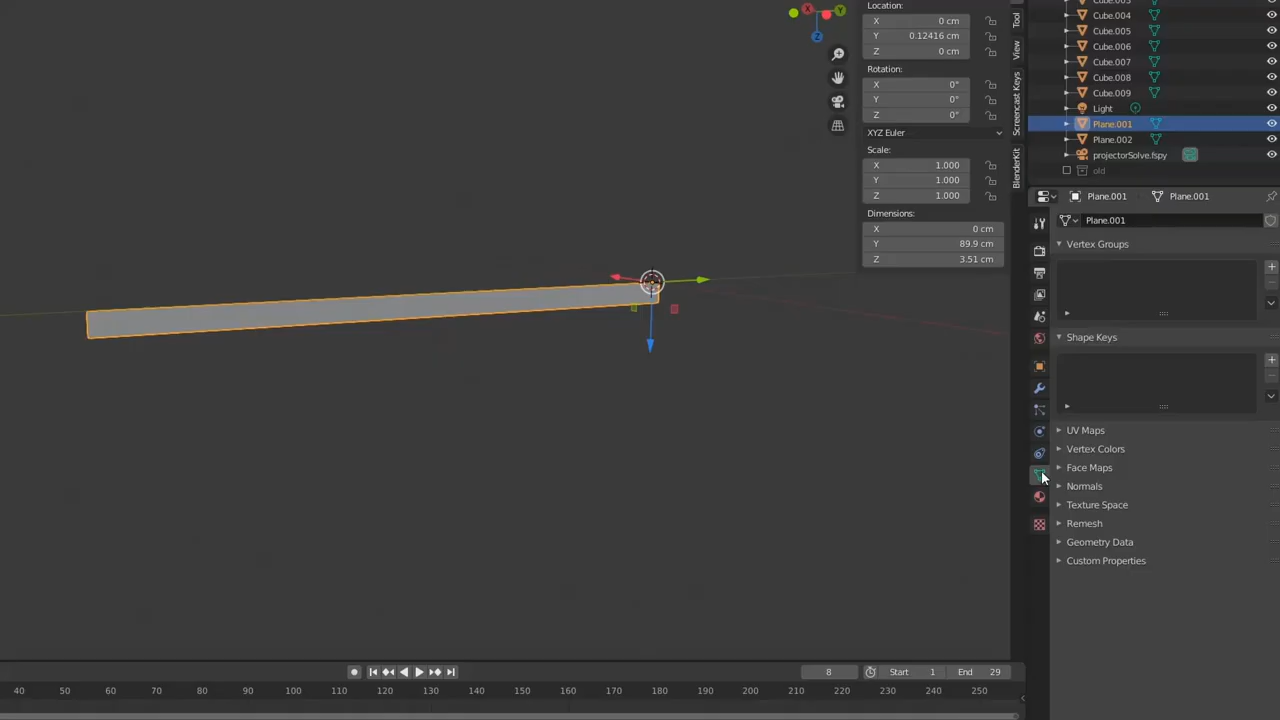 Location:
X 0 cm
Y 0.12416 cm
Z 0 cm
Rotation:
X 0°
Y 0°
Z 0°
XYZ Euler
Scale:
X 1.000
Y 1.000
Z 1.000
Dimensions:
X 0 cm
Y 89.9 cm
Z 3.51 cm
Tool
View
Screencast Keys
BlenderKit
X
Y
Z
Cube.003
Cube.004
Cube.005
Cube.006
Cube.007
Cube.008
Cube.009
Light
Plane.001
Plane.002
projectorSolve.fspy
old
Plane.001 Plane.001
Plane.001
Vertex Groups
Shape Keys
UV Maps
Vertex Colors
Face Maps
Normals
Texture Space
Remesh
Geometry Data
Custom Properties
8 Start 1 End 29
40 50 60 70 80 90 100 110 120 130 140 150 160 170 180 190 200 210 220 230 240 250